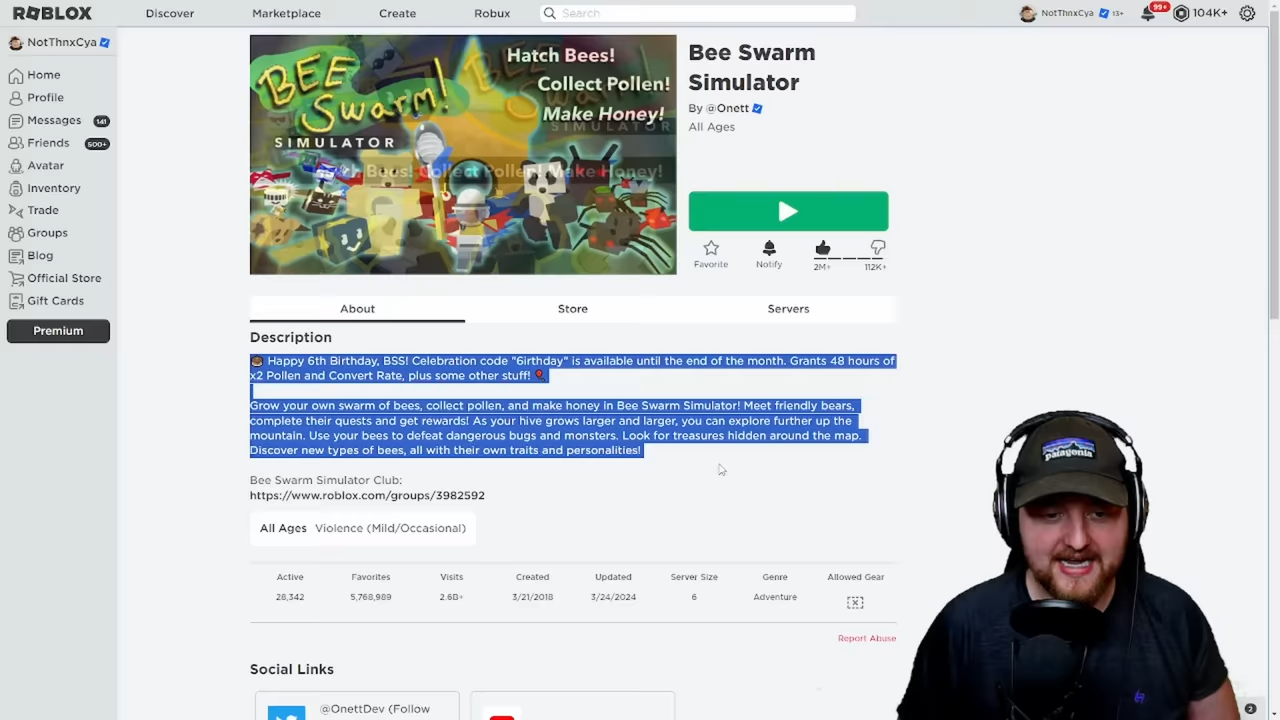 ROBLOX
Discover
Marketplace
Create
Robux
Search
NotThnxCya
13+
99+
104K+
NotThnxCya
Home
Profile
Messages 141
Friends 500+
Avatar
Inventory
Trade
Groups
Blog
Official Store
Gift Cards
Premium
BEE
Swarm!
SIMULATOR
Hatch Bees!
Collect Pollen!
Make Honey!
SIMULATOR
Hatch Bees! Collect Pollen! Make Honey!
Bee Swarm
Simulator
By @Onett
All Ages
Favorite
Notify
2M+
112K+
About
Store
Servers
Description
Happy 6th Birthday, BSS! Celebration code "6irthday" is available until the end of the month. Grants 48 hours of
x2 Pollen and Convert Rate, plus some other stuff!
Grow your own swarm of bees, collect pollen, and make honey in Bee Swarm Simulator! Meet friendly bears,
complete their quests and get rewards! As your hive grows larger and larger, you can explore further up the
mountain. Use your bees to defeat dangerous bugs and monsters. Look for treasures hidden around the map.
Discover new types of bees, all with their own traits and personalities!
Bee Swarm Simulator Club:
https://www.roblox.com/groups/3982592
All Ages Violence (Mild/Occasional)
Active Favorites Visits Created Updated Server Size Genre Allowed Gear
28,342 5,768,989 2.6B+ 3/21/2018 3/24/2024 6 Adventure
Report Abuse
Social Links
@OnettDev (Follow
patagonia
2